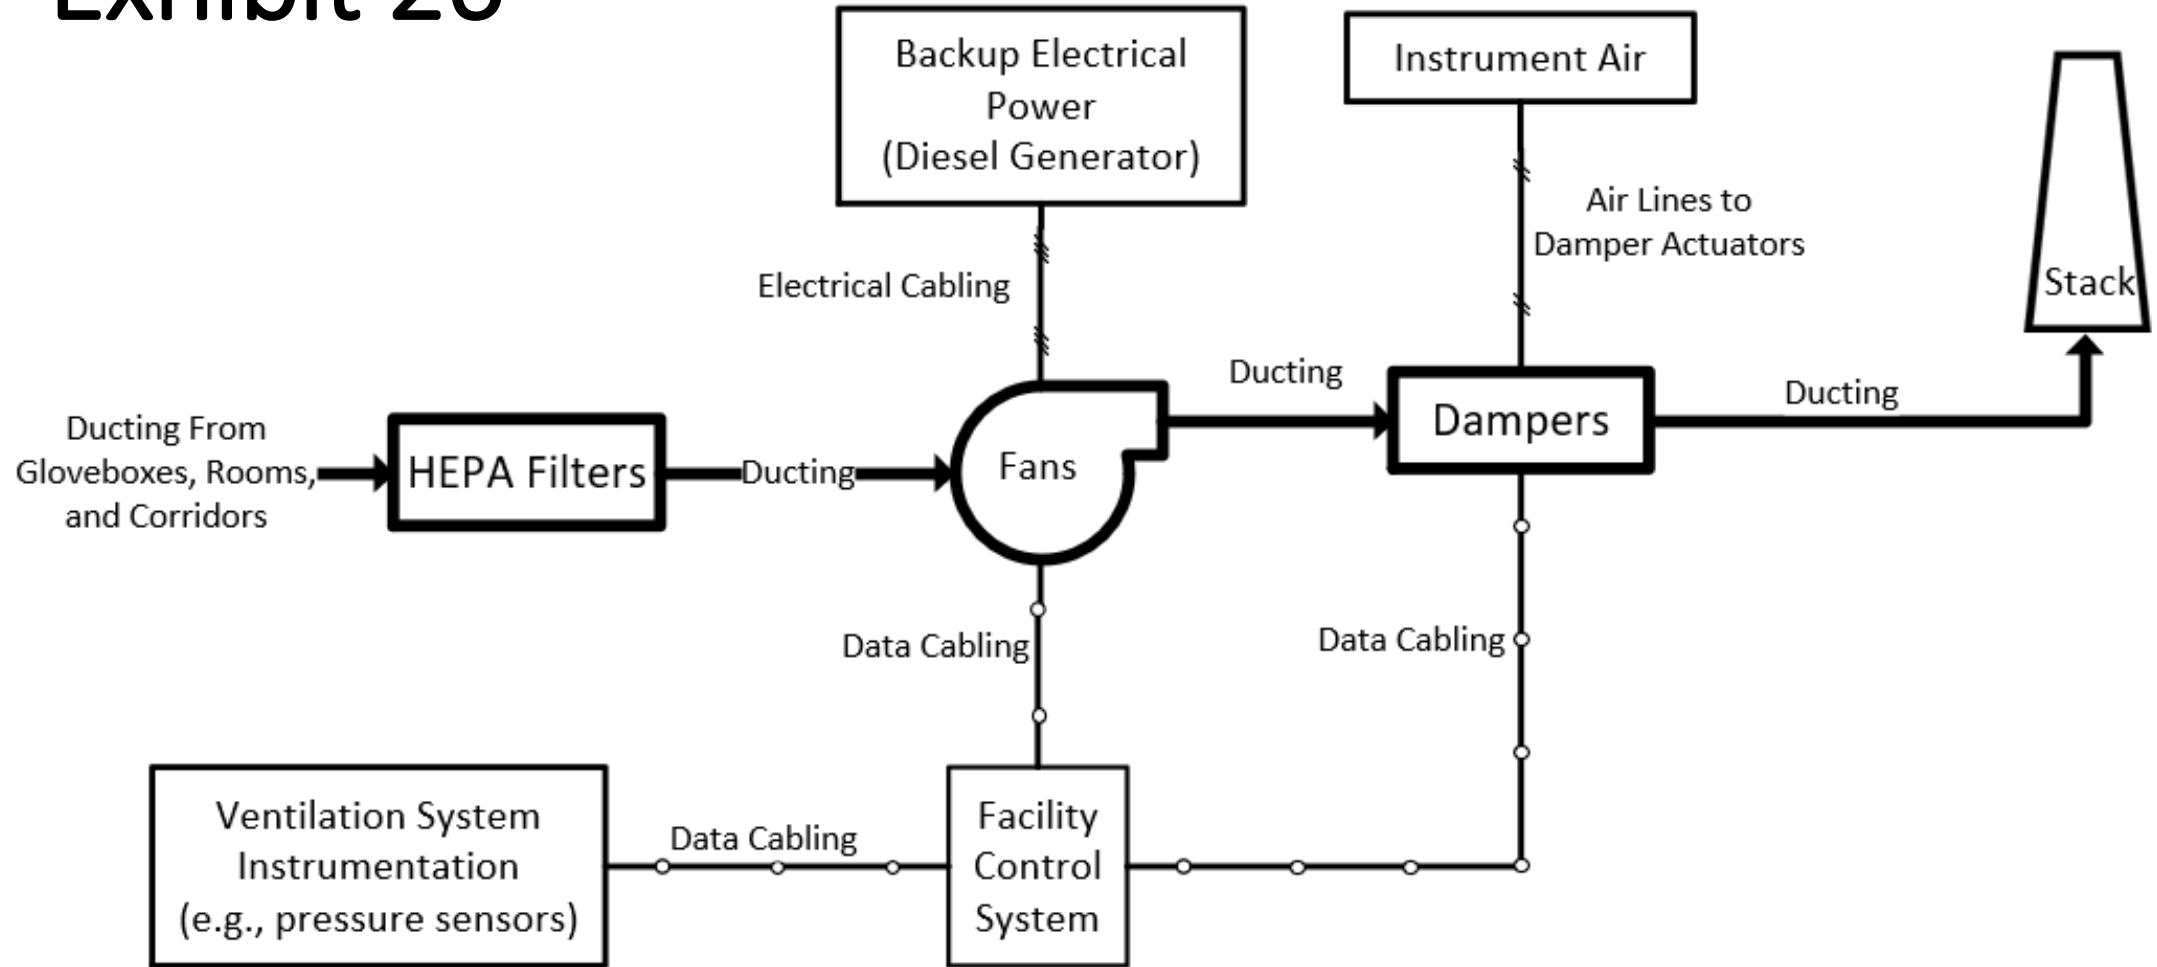 Exhibit
Backup Electrical
Power
(Diesel Generator)
Instrument Air
Air Lines to
Damper Actuators
Stack
Electrical Cabling
Ducting
Ducting
Dampers
Ducting From
Gloveboxes, Rooms,
and Corridors
HEPA Filters
Ducting
Fans
Data Cabling
Data Cabling
Ventilation System
Instrumentation
(e.g., pressure sensors)
Data Cabling
Facility
Control
System